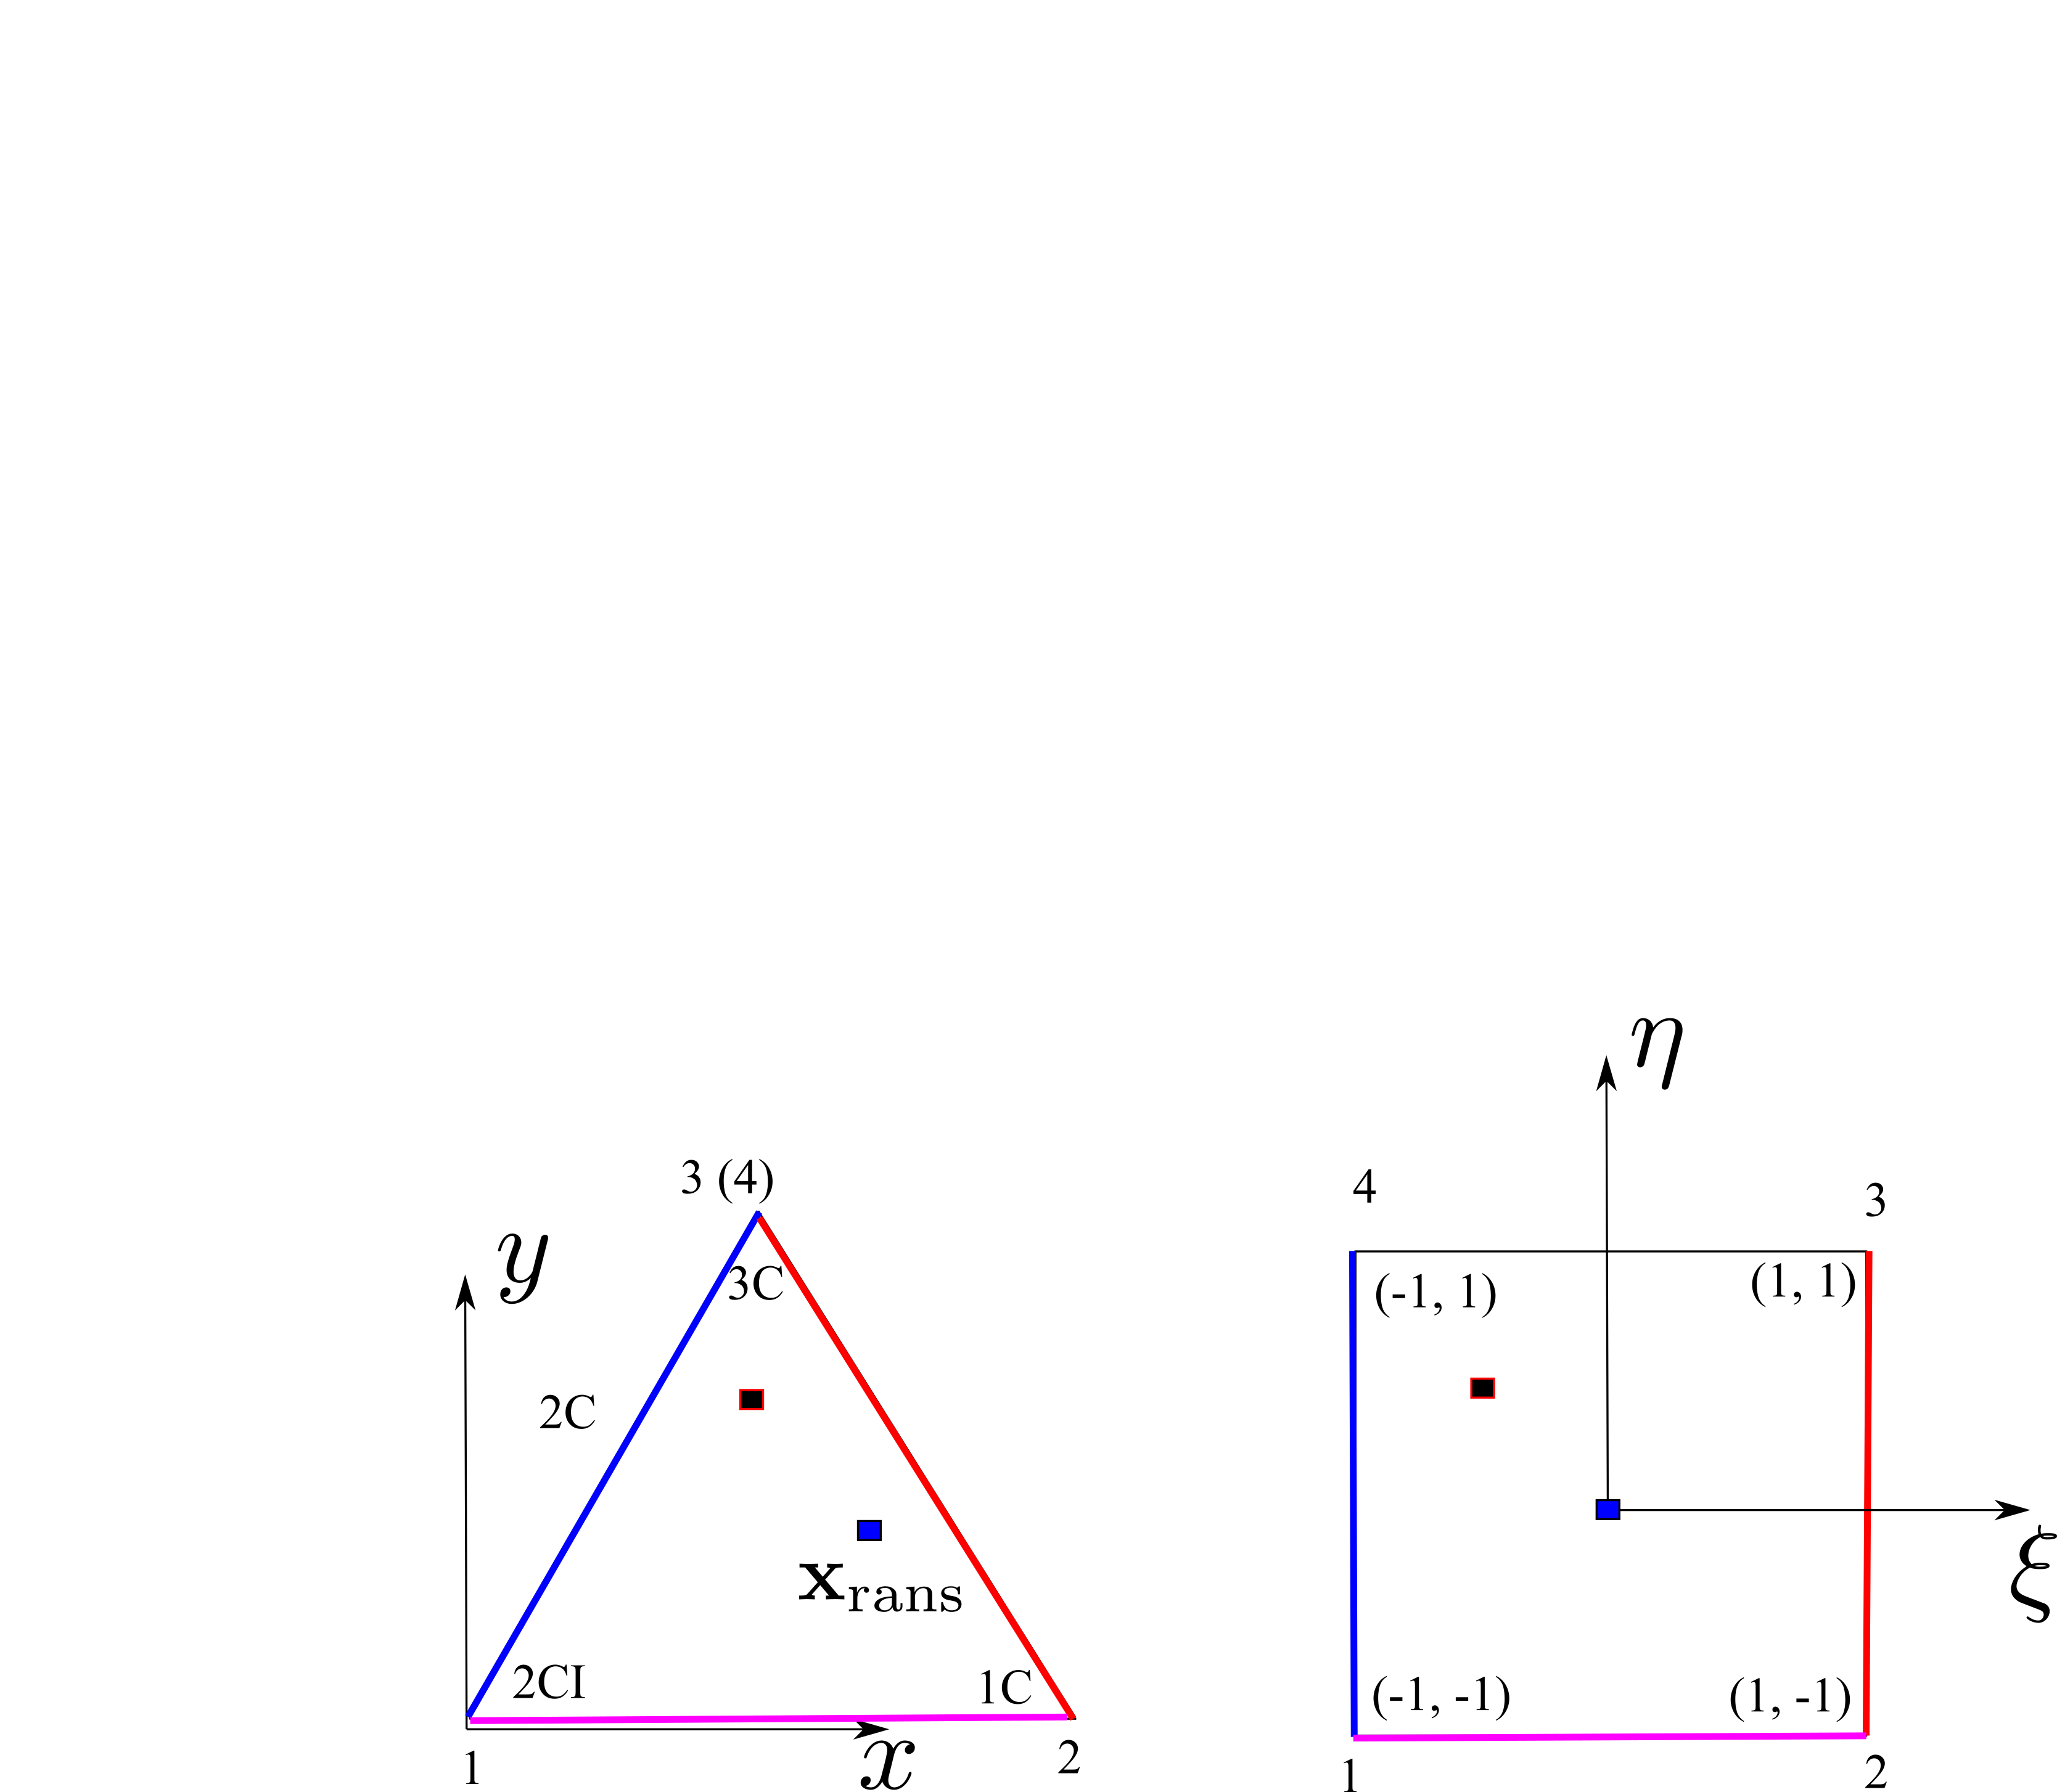 3 (4)
y
3C
2C
x_rans
2CI
1C
1
x
2
η
4
3
(-1, 1)
(1, 1)
ξ
(-1, -1)
(1, -1)
1
2